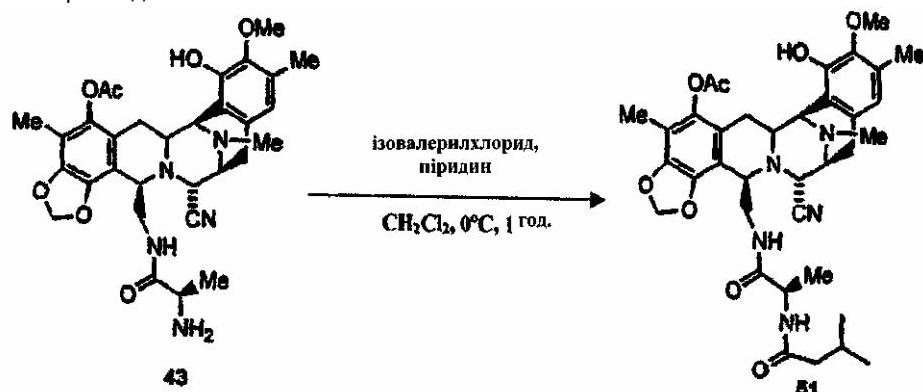 OMe
HO
Me
OAc
Me
N
Me
N
O
O
CN
NH
O
Me
NH₂
43
ізовалерилхлорид,
піридин
CH₂Cl₂, 0°C, 1 год.
OMe
HO
Me
OAc
Me
N
Me
N
O
O
CN
NH
O
Me
NH
O
51